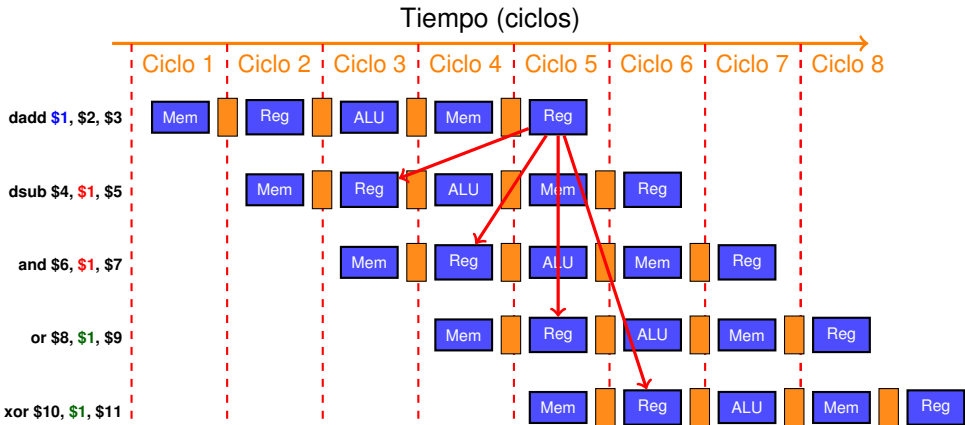 Tiempo (ciclos)
Ciclo 1 Ciclo 2 Ciclo 3 Ciclo 4 Ciclo 5 Ciclo 6 Ciclo 7 Ciclo 8
dadd $1, $2, $3 Mem Reg ALU Mem Reg
dsub $4, $1, $5 Mem Reg ALU Mem Reg
and $6, $1, $7 Mem Reg ALU Mem Reg
or $8, $1, $9 Mem Reg ALU Mem Reg
xor $10, $1, $11 Mem Reg ALU Mem Reg